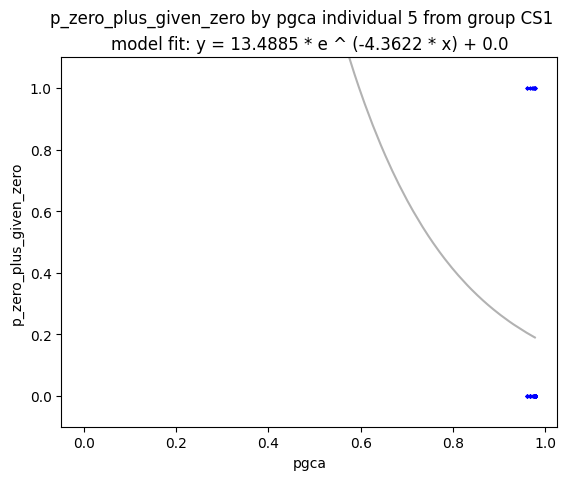 p_zero_plus_given_zero by pgca individual 5 from group CS1
model fit: y = 13.4885 * e ^ (-4.3622 * x) + 0.0
1.0
0.8
0.6
0.4
0.2
0.0
p_zero_plus_given_zero
0.0 0.2 0.4 0.6 0.8 1.0
pgca